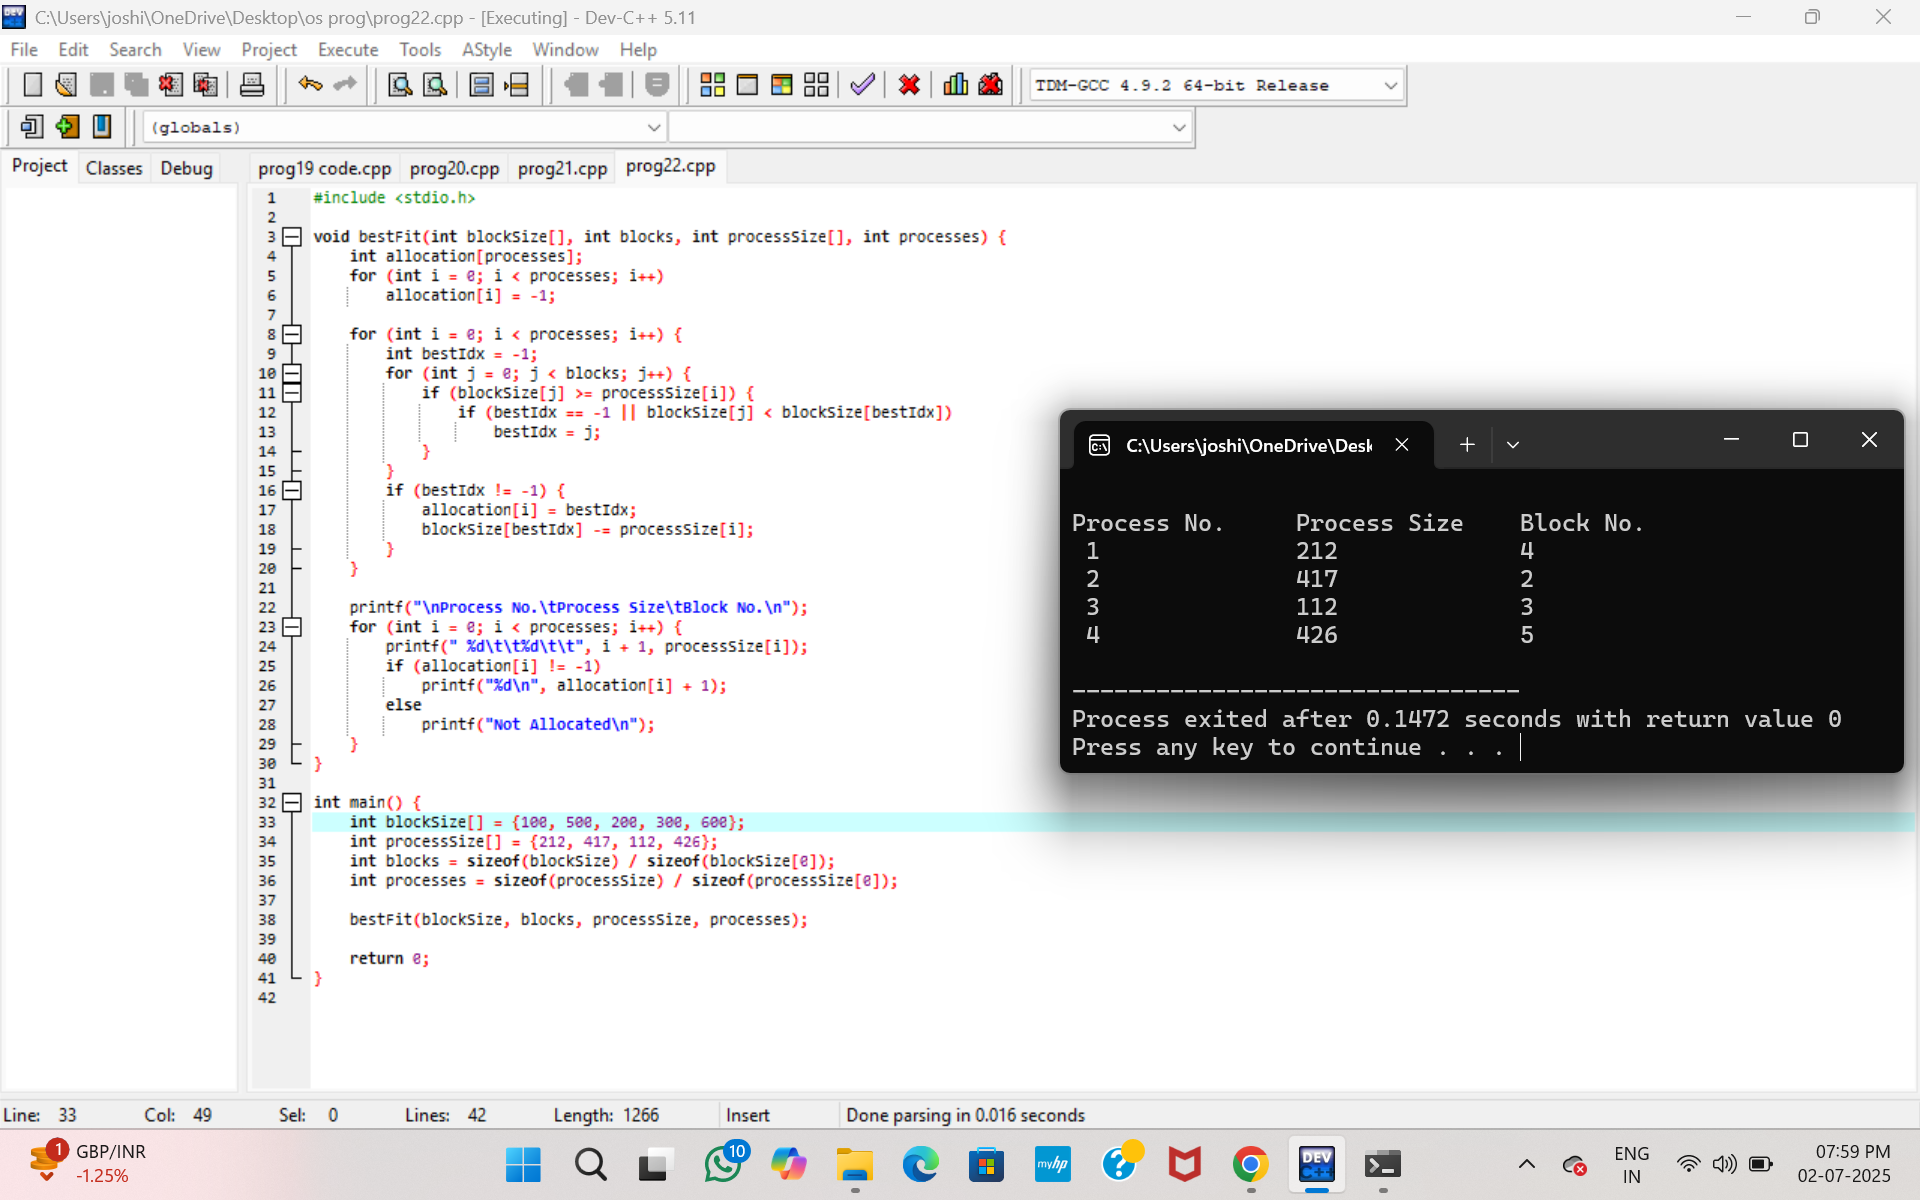 C:\Users\joshi\OneDrive\Desktop\os prog\prog22.cpp - [Executing] - Dev-C++ 5.11
File Edit Search View Project Execute Tools AStyle Window Help
TDM-GCC 4.9.2 64-bit Release
(globals)
Project Classes Debug
prog19 code.cpp prog20.cpp prog21.cpp prog22.cpp
1 #include <stdio.h>
2
3 void bestFit(int blockSize[], int blocks, int processSize[], int processes) {
4     int allocation[processes];
5     for (int i = 0; i < processes; i++)
6         allocation[i] = -1;
7
8     for (int i = 0; i < processes; i++) {
9         int bestIdx = -1;
10         for (int j = 0; j < blocks; j++) {
11             if (blockSize[j] >= processSize[i]) {
12                 if (bestIdx == -1 || blockSize[j] < blockSize[bestIdx])
13                     bestIdx = j;
14             }
15         }
16         if (bestIdx != -1) {
17             allocation[i] = bestIdx;
18             blockSize[bestIdx] -= processSize[i];
19         }
20     }
21
22     printf("\nProcess No.\tProcess Size\tBlock No.\n");
23     for (int i = 0; i < processes; i++) {
24         printf(" %d\t\t%d\t\t", i + 1, processSize[i]);
25         if (allocation[i] != -1)
26             printf("%d\n", allocation[i] + 1);
27         else
28             printf("Not Allocated\n");
29     }
30 }
31
32 int main() {
33     int blockSize[] = {100, 500, 200, 300, 600};
34     int processSize[] = {212, 417, 112, 426};
35     int blocks = sizeof(blockSize) / sizeof(blockSize[0]);
36     int processes = sizeof(processSize) / sizeof(processSize[0]);
37
38     bestFit(blockSize, blocks, processSize, processes);
39
40     return 0;
41 }
42
C:\Users\joshi\OneDrive\Desk
Process No. Process Size Block No.
1 212 4
2 417 2
3 112 3
4 426 5
--------------------------------
Process exited after 0.1472 seconds with return value 0
Press any key to continue . . .
Line: 33 Col: 49 Sel: 0 Lines: 42 Length: 1266 Insert Done parsing in 0.016 seconds
1 GBP/INR
-1.25%
10
myhp
DEV C++
ENG
IN
07:59 PM
02-07-2025